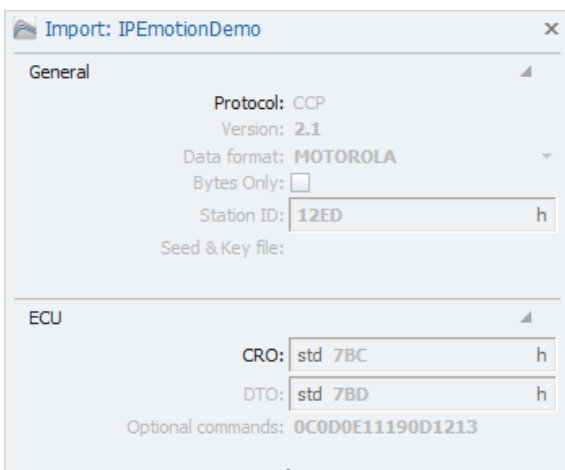 Import: IPEmotionDemo
General
Protocol: CCP
Version: 2.1
Data format: MOTOROLA
Bytes Only:
Station ID: 12ED h
Seed & Key file:
ECU
CRO: std 7BC h
DTO: std 7BD h
Optional commands: 0C0D0E11190D1213